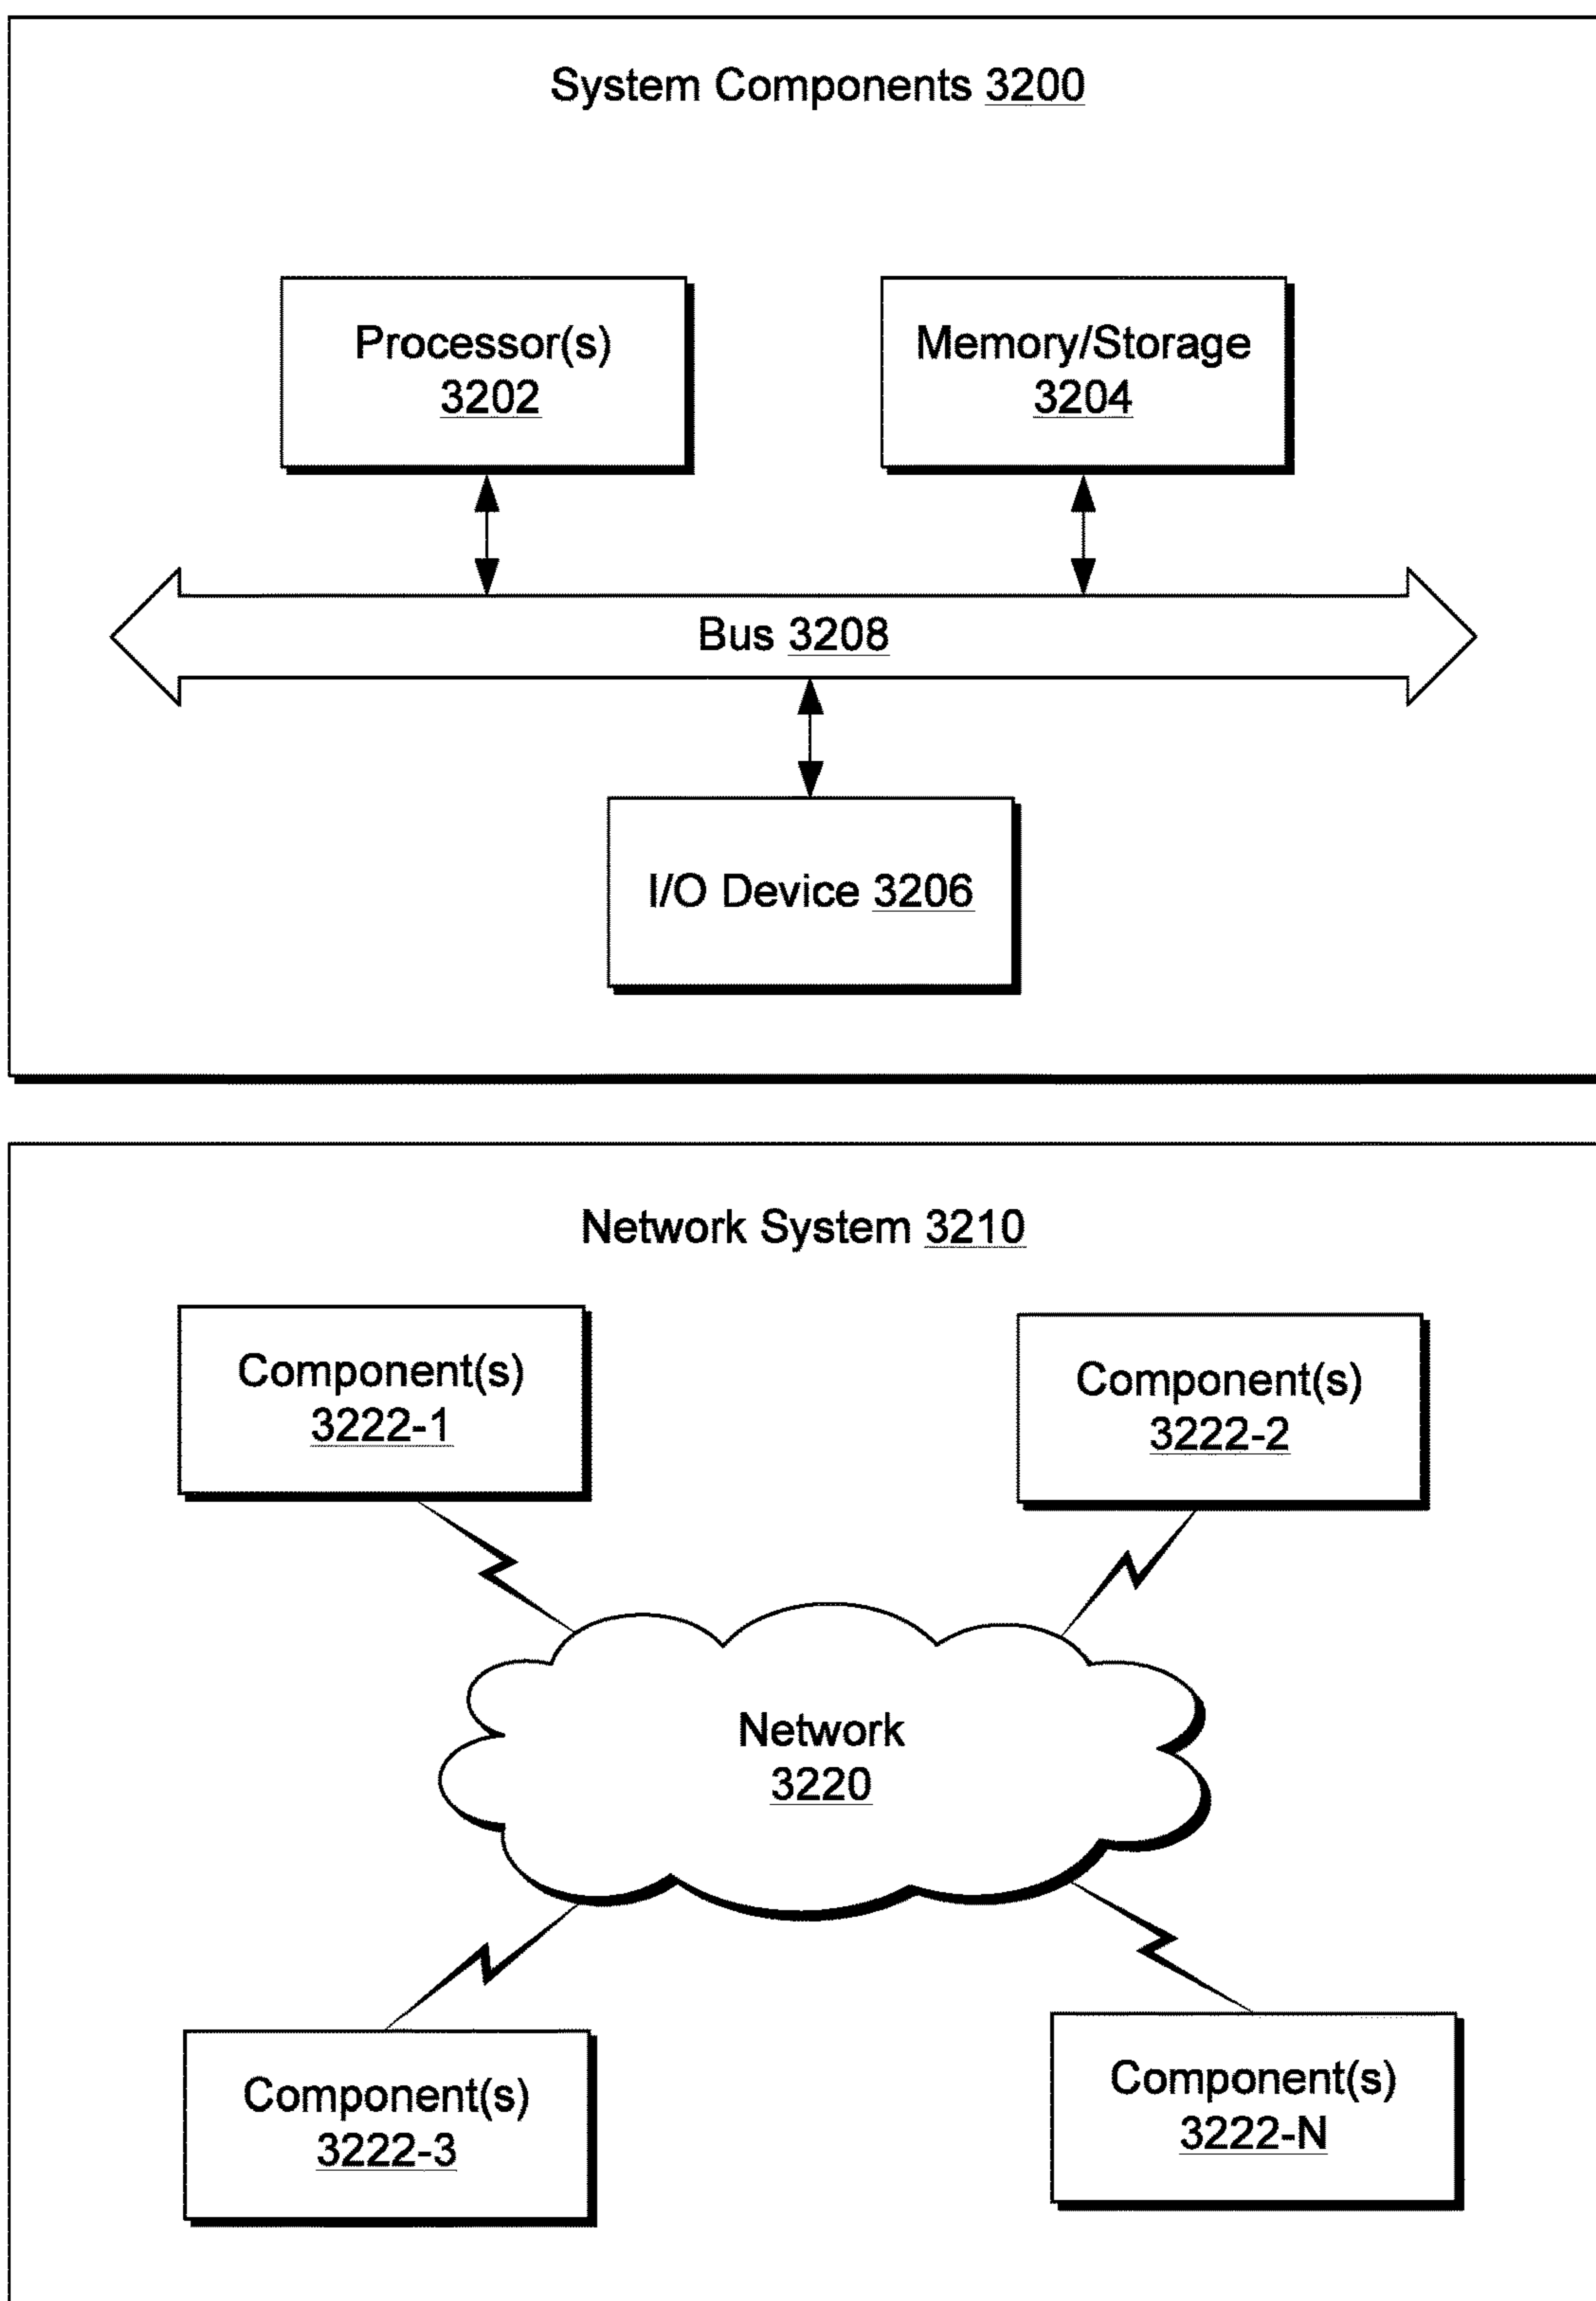 System Components 3200
Processor(s)
3202
Memory/Storage
3204
Bus 3208
I/O Device 3206
Network System 3210
Component(s)
3222-1
Component(s)
3222-2
Network
3220
Component(s)
3222-3
Component(s)
3222-N